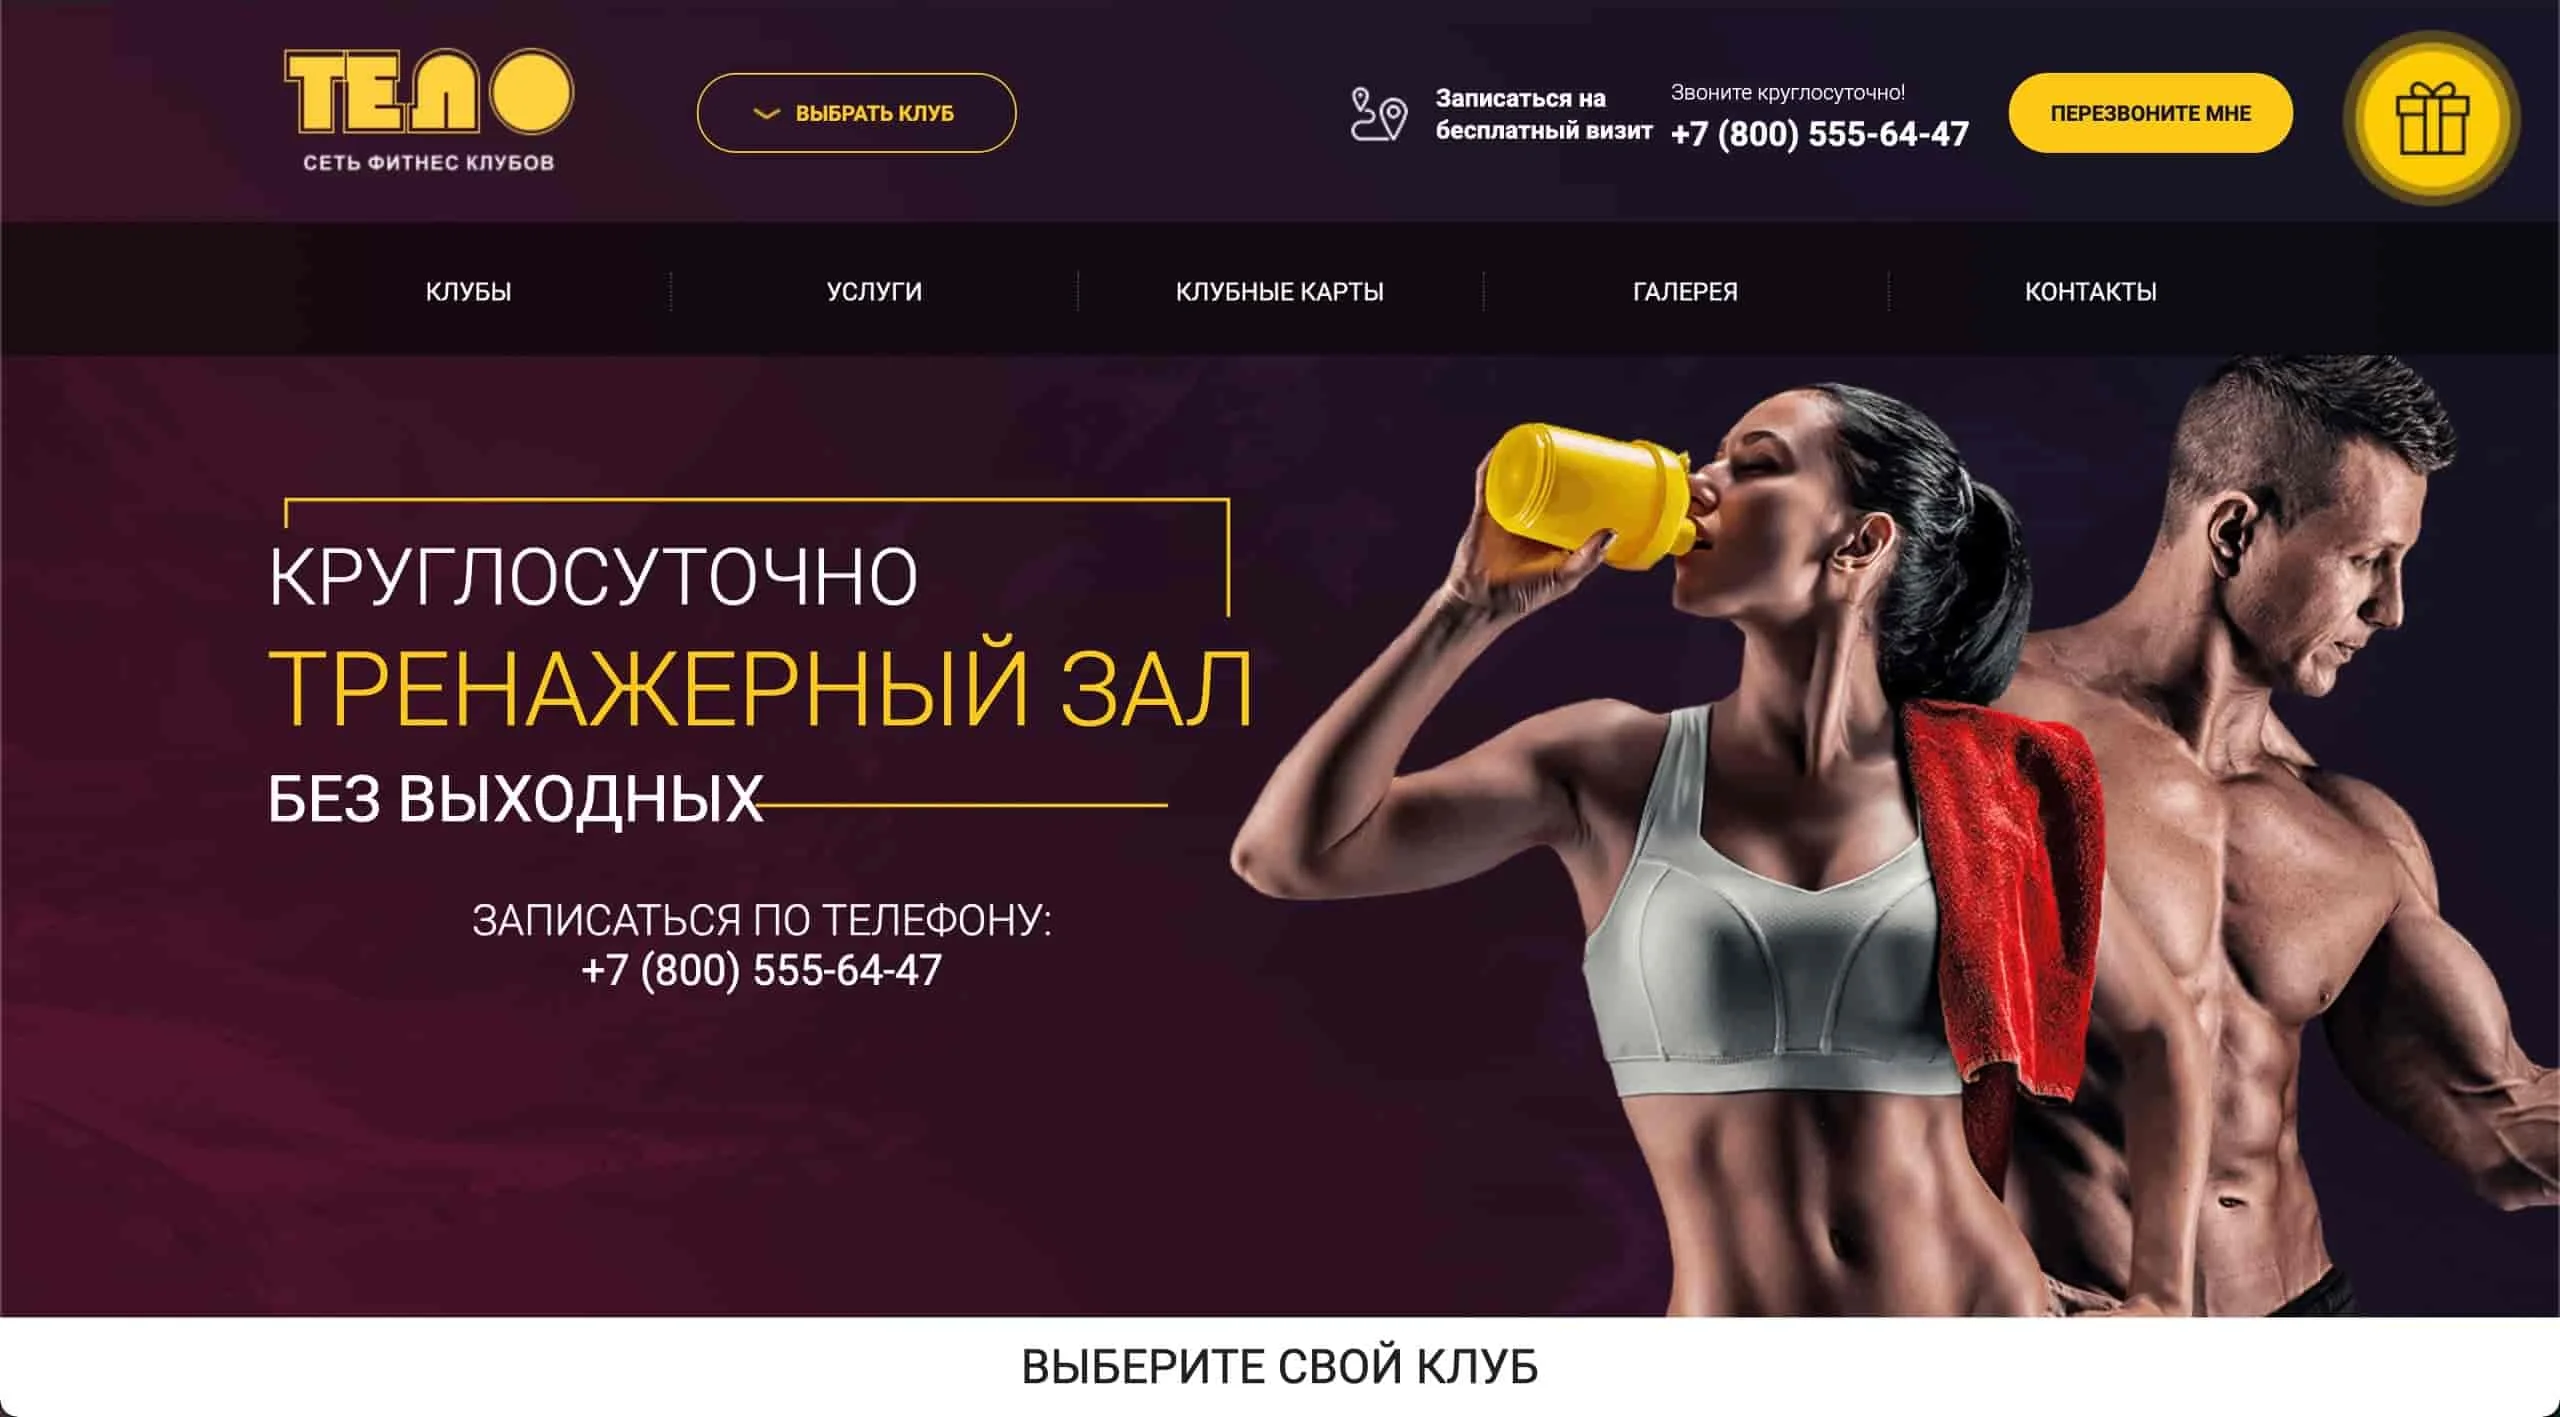 ТЕЛО
СЕТЬ ФИТНЕС КЛУБОВ
ВЫБРАТЬ КЛУБ
Записаться на
бесплатный визит
Звоните круглосуточно!
+7 (800) 555-64-47
ПЕРЕЗВОНИТЕ МНЕ
КЛУБЫ
УСЛУГИ
КЛУБНЫЕ КАРТЫ
ГАЛЕРЕЯ
КОНТАКТЫ
КРУГЛОСУТОЧНО
ТРЕНАЖЕРНЫЙ ЗАЛ
БЕЗ ВЫХОДНЫХ
ЗАПИСАТЬСЯ ПО ТЕЛЕФОНУ:
+7 (800) 555-64-47
ВЫБЕРИТЕ СВОЙ КЛУБ